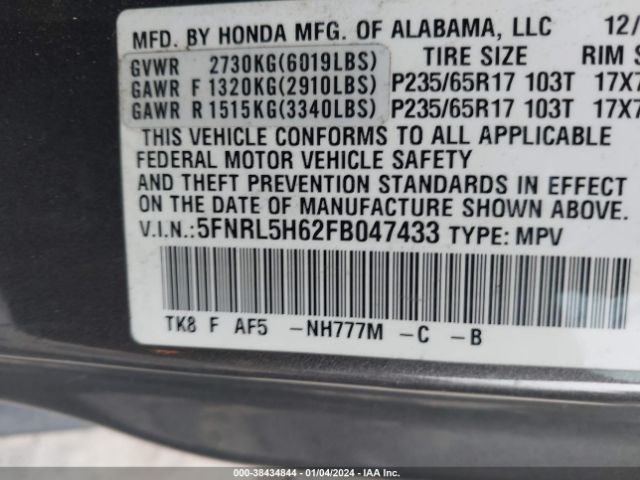 MFD. BY HONDA MFG. OF ALABAMA, LLC 12/
GVWR 2730KG(6019LBS) TIRE SIZE RIM S
GAWR F 1320KG(2910LBS) P235/65R17 103T 17X7
GAWR R 1515KG(3340LBS) P235/65R17 103T 17X7
THIS VEHICLE CONFORMS TO ALL APPLICABLE
FEDERAL MOTOR VEHICLE SAFETY
AND THEFT PREVENTION STANDARDS IN EFFECT
ON THE DATE OF MANUFACTURE SHOWN ABOVE.
V.I.N.:5FNRL5H62FB047433 TYPE: MPV
TK8 F AF5 -NH777M -C -B
000-38434844 - 01/04/2024 - IAAI.COM